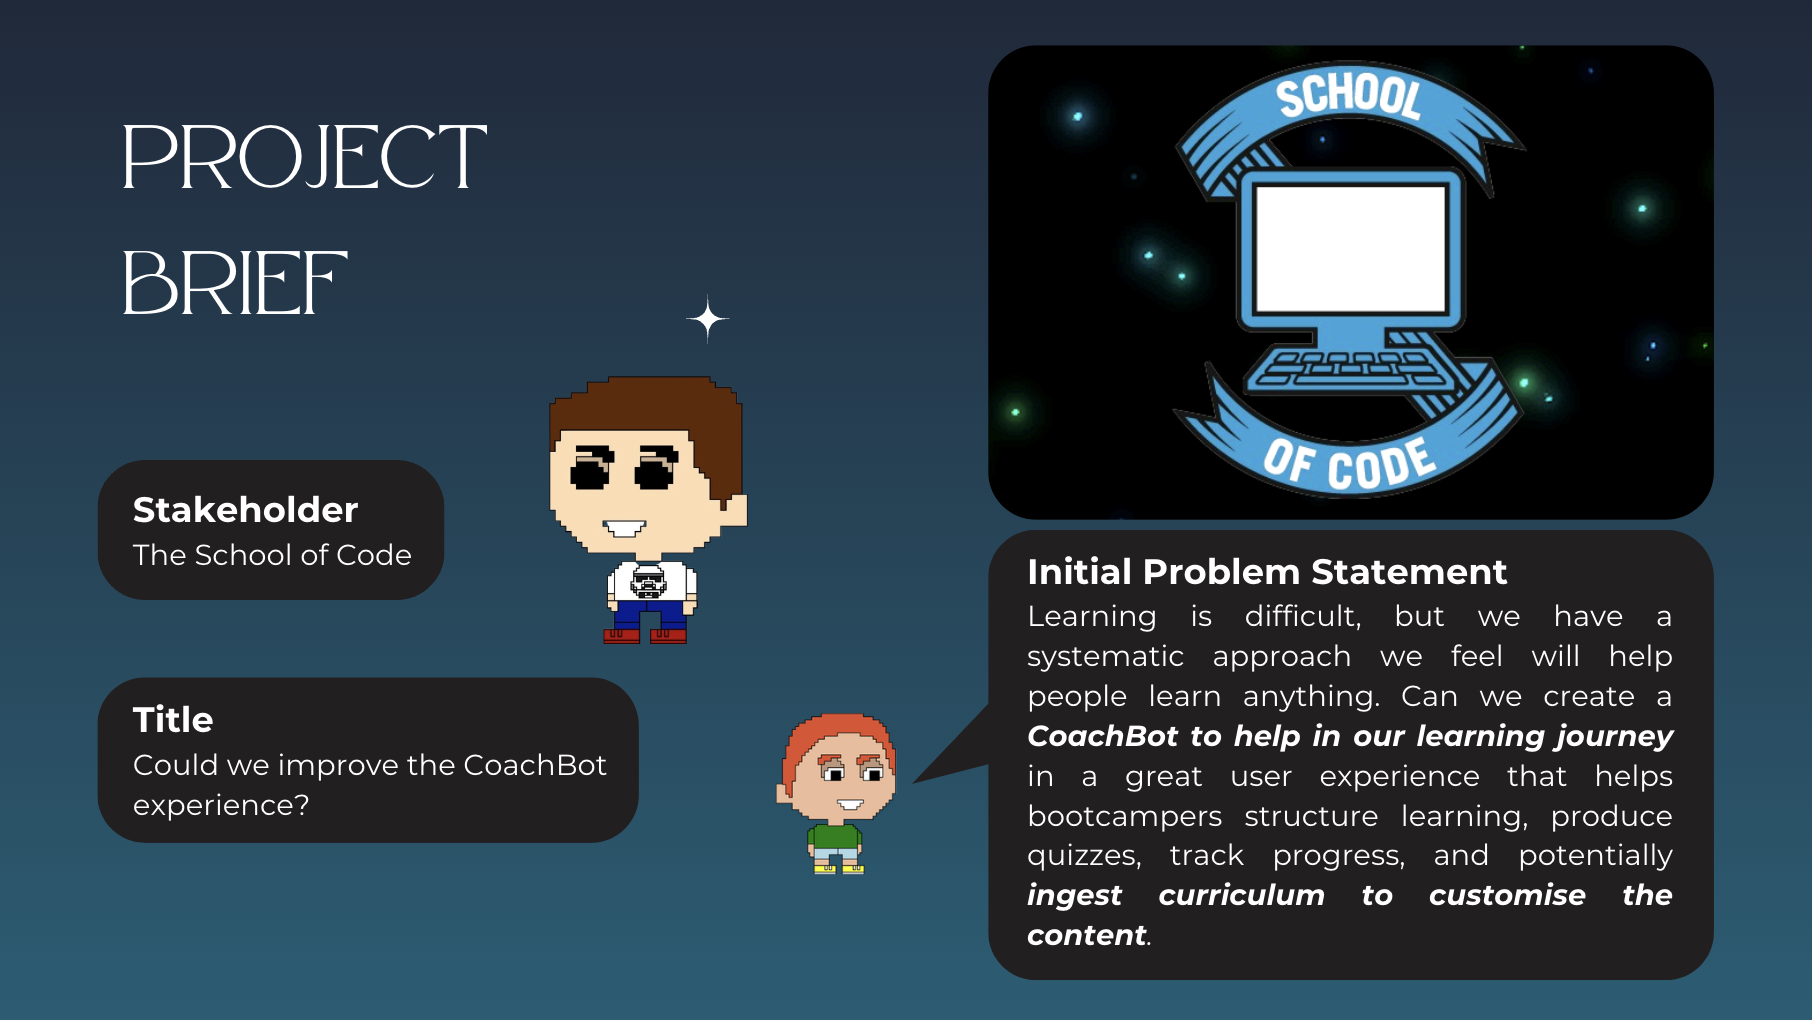 PROJECT
BRIEF
Stakeholder
The School of Code
Title
Could we improve the CoachBot
experience?
SCHOOL
OF CODE
Initial Problem Statement
Learning is difficult, but we have a
systematic approach we feel will help
people learn anything. Can we create a
CoachBot to help in our learning journey
in a great user experience that helps
bootcampers structure learning, produce
quizzes, track progress, and potentially
ingest curriculum to customise the
content.